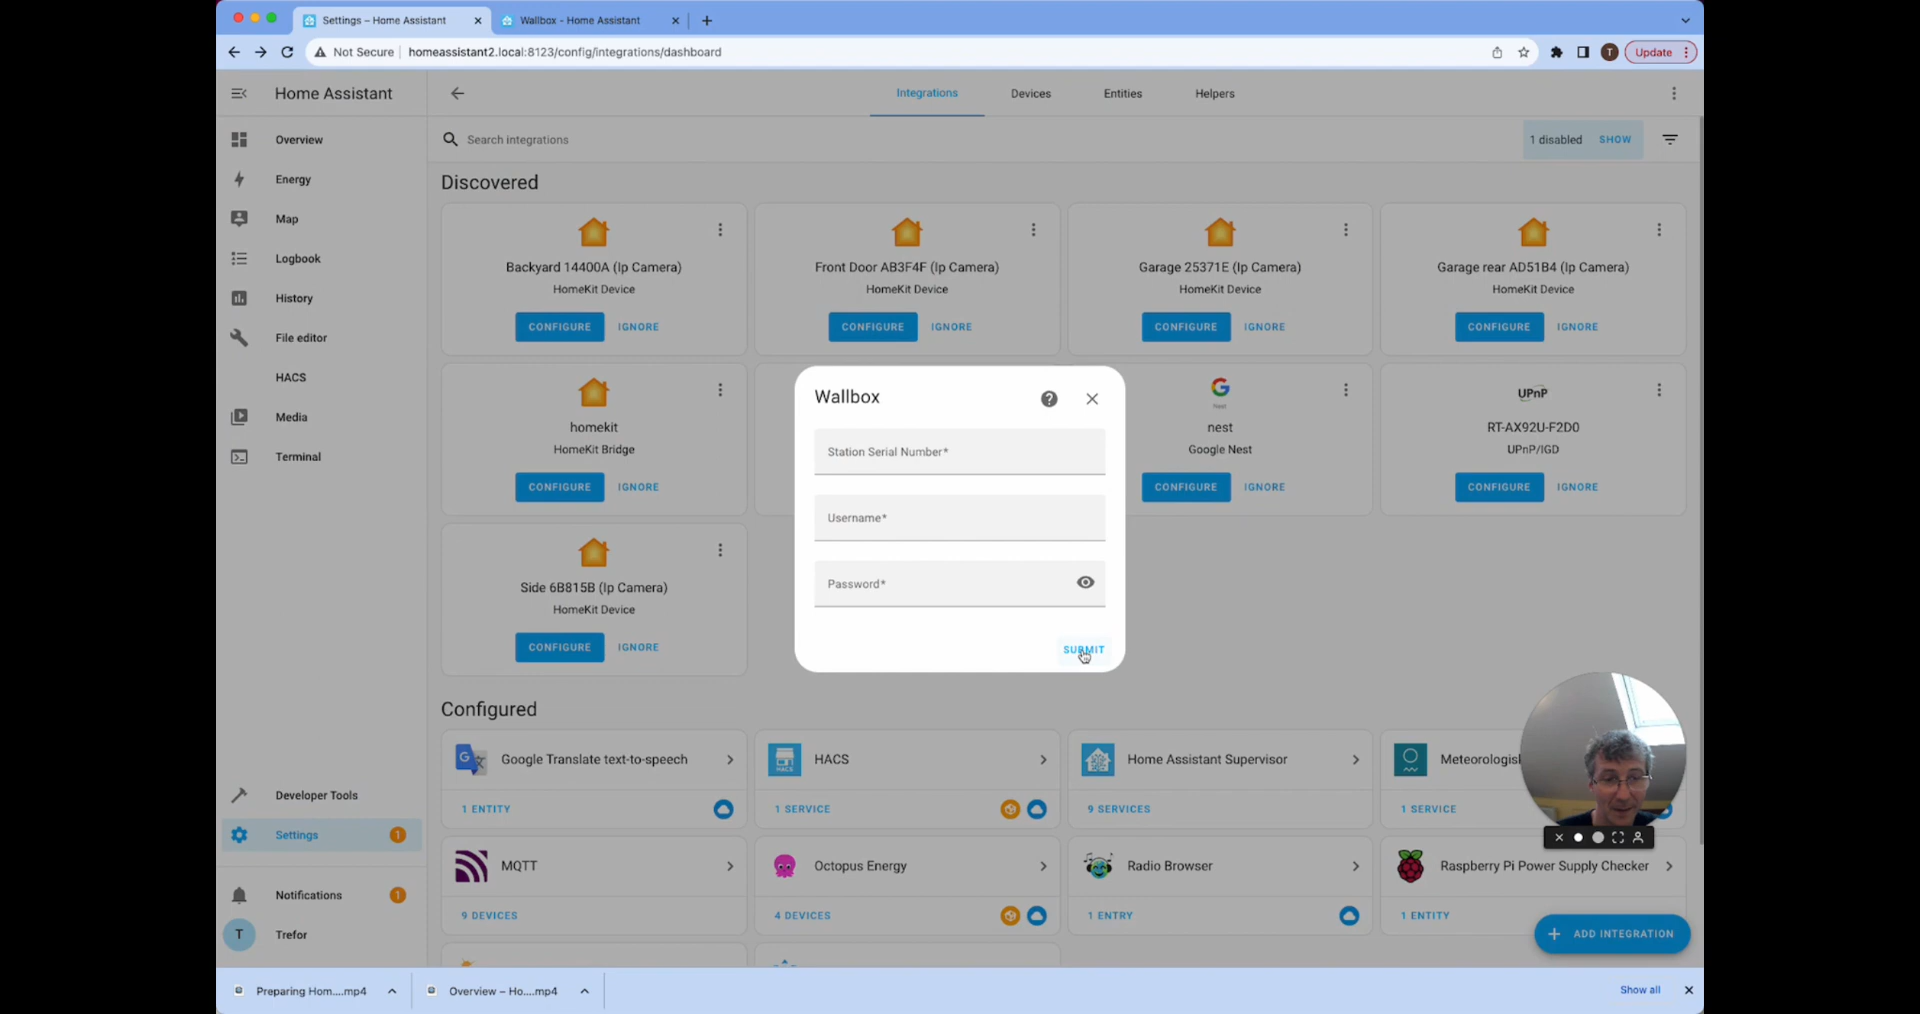 Settings – Home Assistant
Wallbox - Home Assistant
Not Secure
homeassistant2.local:8123/config/integrations/dashboard
T
Update
Home Assistant
Integrations
Devices
Entities
Helpers
Overview
Energy
Map
Logbook
History
File editor
HACS
Media
Terminal
Developer Tools
Settings
1
Notifications
1
T
Trefor
Search integrations
1 disabled
SHOW
Discovered
Backyard 14400A (Ip Camera)
HomeKit Device
CONFIGURE
IGNORE
Front Door AB3F4F (Ip Camera)
HomeKit Device
CONFIGURE
IGNORE
Garage 25371E (Ip Camera)
HomeKit Device
CONFIGURE
IGNORE
Garage rear AD51B4 (Ip Camera)
HomeKit Device
CONFIGURE
IGNORE
homekit
HomeKit Bridge
CONFIGURE
IGNORE
nest
Google Nest
CONFIGURE
IGNORE
UPnP
RT-AX92U-F2D0
UPnP/IGD
CONFIGURE
IGNORE
Side 6B815B (Ip Camera)
HomeKit Device
CONFIGURE
IGNORE
Wallbox
Station Serial Number*
Username*
Password*
SUBMIT
Configured
Google Translate text-to-speech
1 ENTITY
HACS
HACS
1 SERVICE
Home Assistant Supervisor
9 SERVICES
Meteorologisk
1 SERVICE
MQTT
9 DEVICES
Octopus Energy
4 DEVICES
Radio Browser
1 ENTRY
Raspberry Pi Power Supply Checker
1 ENTITY
ADD INTEGRATION
Preparing Hom....mp4
Overview – Ho....mp4
Show all